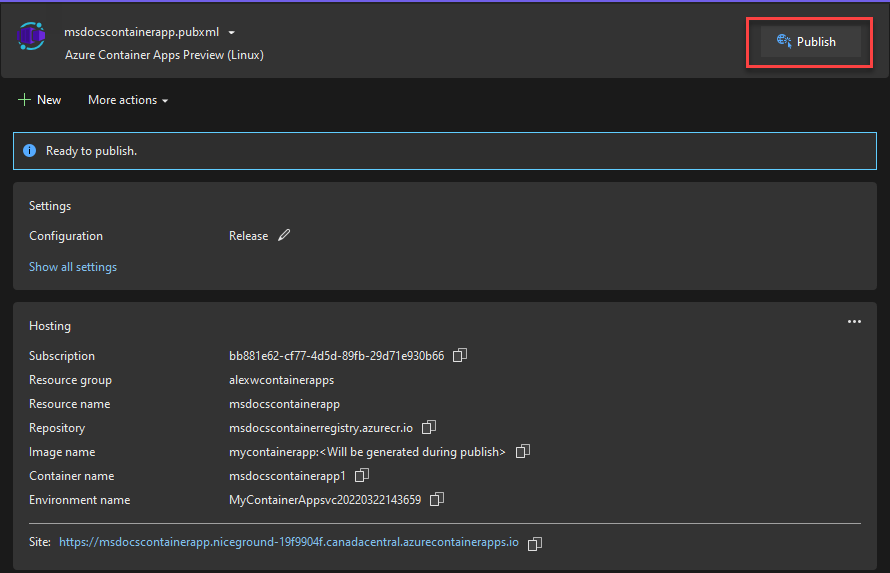 msdocscontainerapp.pubxml
Azure Container Apps Preview (Linux)
Publish
New More actions
Ready to publish.
Settings
Configuration Release
Show all settings
Hosting
Subscription bb881e62-cf77-4d5d-89fb-29d71e930b66
Resource group alexwcontainerapps
Resource name msdocscontainerapp
Repository msdocscontainerregistry.azurecr.io
Image name mycontainerapp:<Will be generated during publish>
Container name msdocscontainerapp1
Environment name MyContainerAppsvc20220322143659
Site: https://msdocscontainerapp.niceground-19f9904f.canadacentral.azurecontainerapps.io